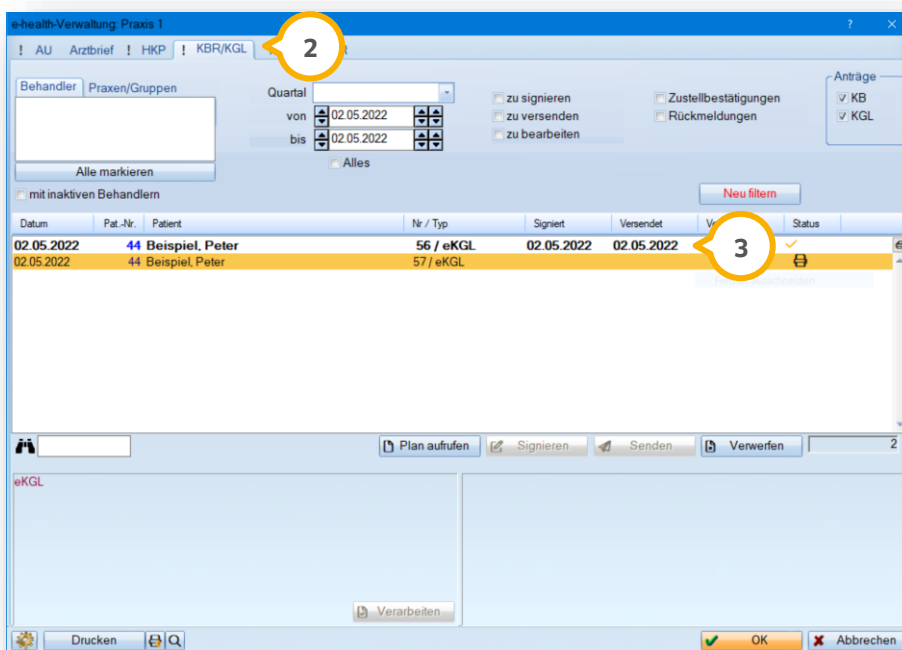 e-health-Verwaltung: Praxis 1 ? ×
! AU Arztbrief ! HKP ! KBR/KGL 2
Behandler Praxen/Gruppen
Quartal
von 02.05.2022
bis 02.05.2022
Alles
zu signieren
zu versenden
zu bearbeiten
Zustellbestätigungen
Rückmeldungen
Anträge
KB
KGL
Alle markieren
mit inaktiven Behandlern
Neu filtern
Datum Pat.-Nr. Patient Nr / Typ Signiert Versendet Status
02.05.2022 44 Beispiel, Peter 56 / eKGL 02.05.2022 02.05.2022 3
02.05.2022 44 Beispiel, Peter 57 / eKGL
Plan aufrufen Signieren Senden Verwerfen 2
eKGL
Verarbeiten
Drucken OK Abbrechen